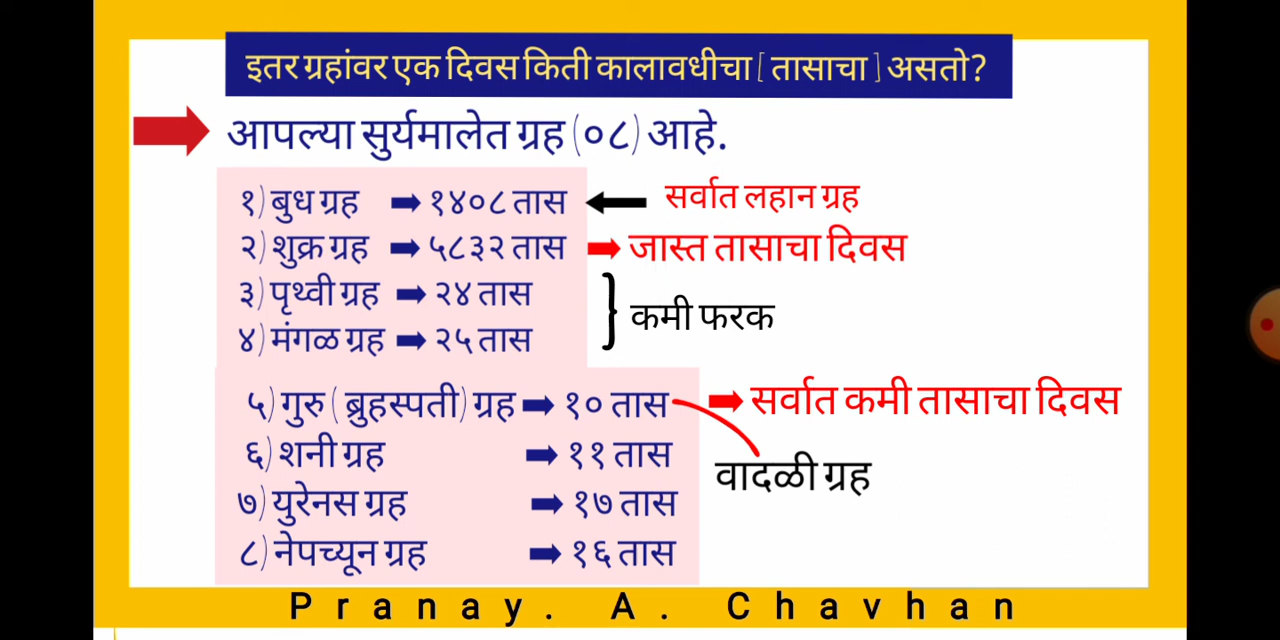 इतर ग्रहांवर एक दिवस किती कालावधीचा [ तासाचा ] असतो?
आपल्या सुर्यमालेत ग्रह (०८) आहे.
१) बुध ग्रह ➡ १४०८ तास ⬅ सर्वात लहान ग्रह
२) शुक्र ग्रह ➡ ५८३२ तास ➡ जास्त तासाचा दिवस
३) पृथ्वी ग्रह ➡ २४ तास
४) मंगळ ग्रह ➡ २५ तास
} कमी फरक
५) गुरु ( ब्रुहस्पती) ग्रह ➡ १० तास ➡ सर्वात कमी तासाचा दिवस
वादळी ग्रह
६) शनी ग्रह ➡ ११ तास
७) युरेनस ग्रह ➡ १७ तास
८) नेपच्यून ग्रह ➡ १६ तास
Pranay. A. Chavhan